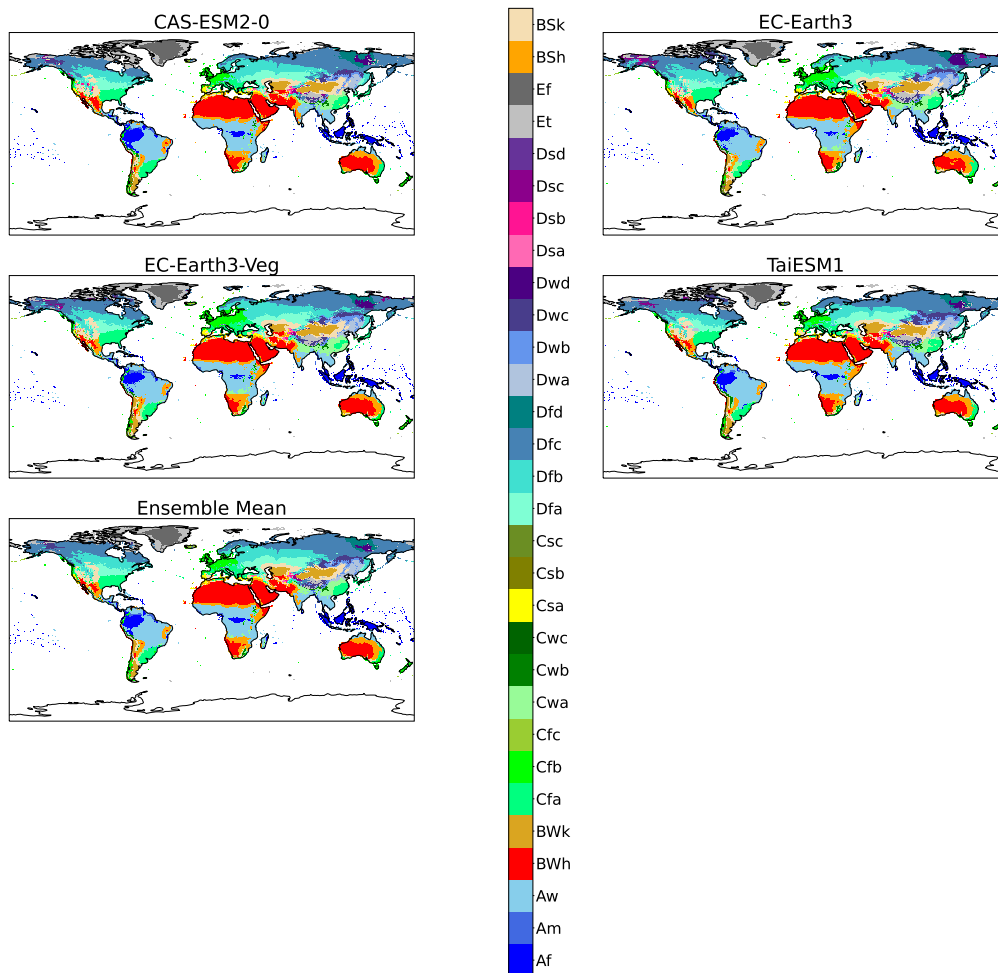 CAS-ESM2-0
EC-Earth3
EC-Earth3-Veg
TaiESM1
Ensemble Mean
BSk
BSh
Ef
Et
Dsd
Dsc
Dsb
Dsa
Dwd
Dwc
Dwb
Dwa
Dfd
Dfc
Dfb
Dfa
Csc
Csb
Csa
Cwc
Cwb
Cwa
Cfc
Cfb
Cfa
BWk
BWh
Aw
Am
Af